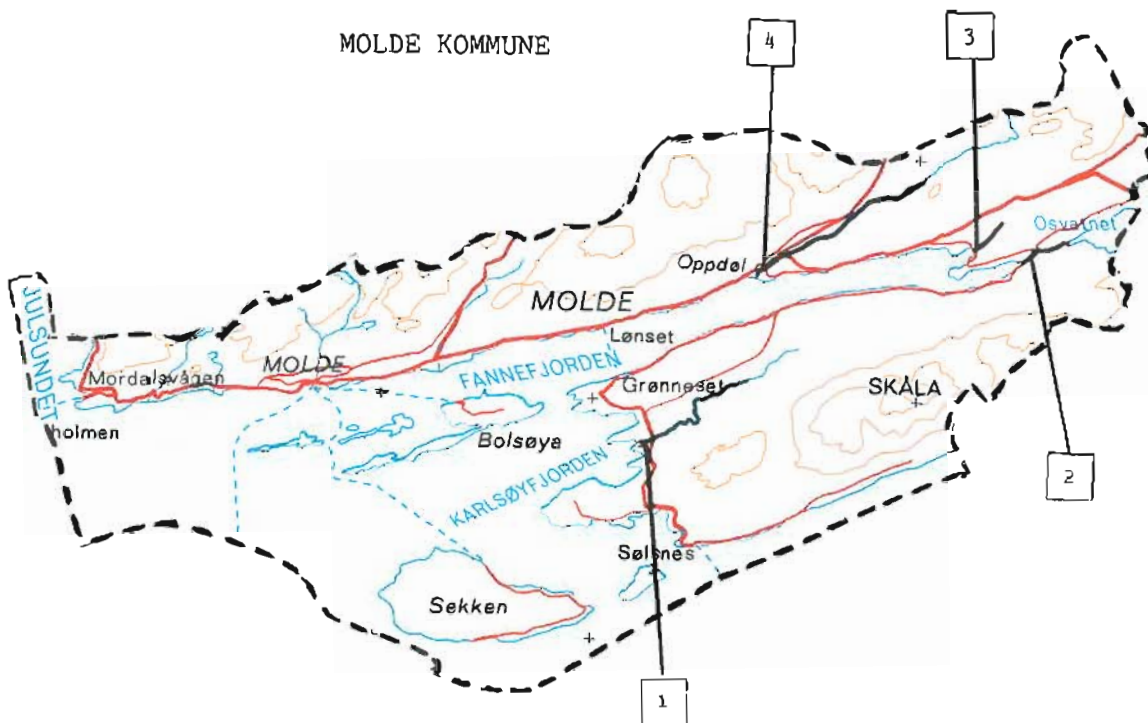 MOLDE KOMMUNE
4
3
Osvatnet
Oppdøl
MOLDE
JULSUNDET
Lønset
MOLDE
Mordalsvågen
FANNEFJORDEN
Grønneset
SKÅLA
holmen
Bolsøya
2
KARLSØYFJORDEN
Sølsnes
Sekken
1